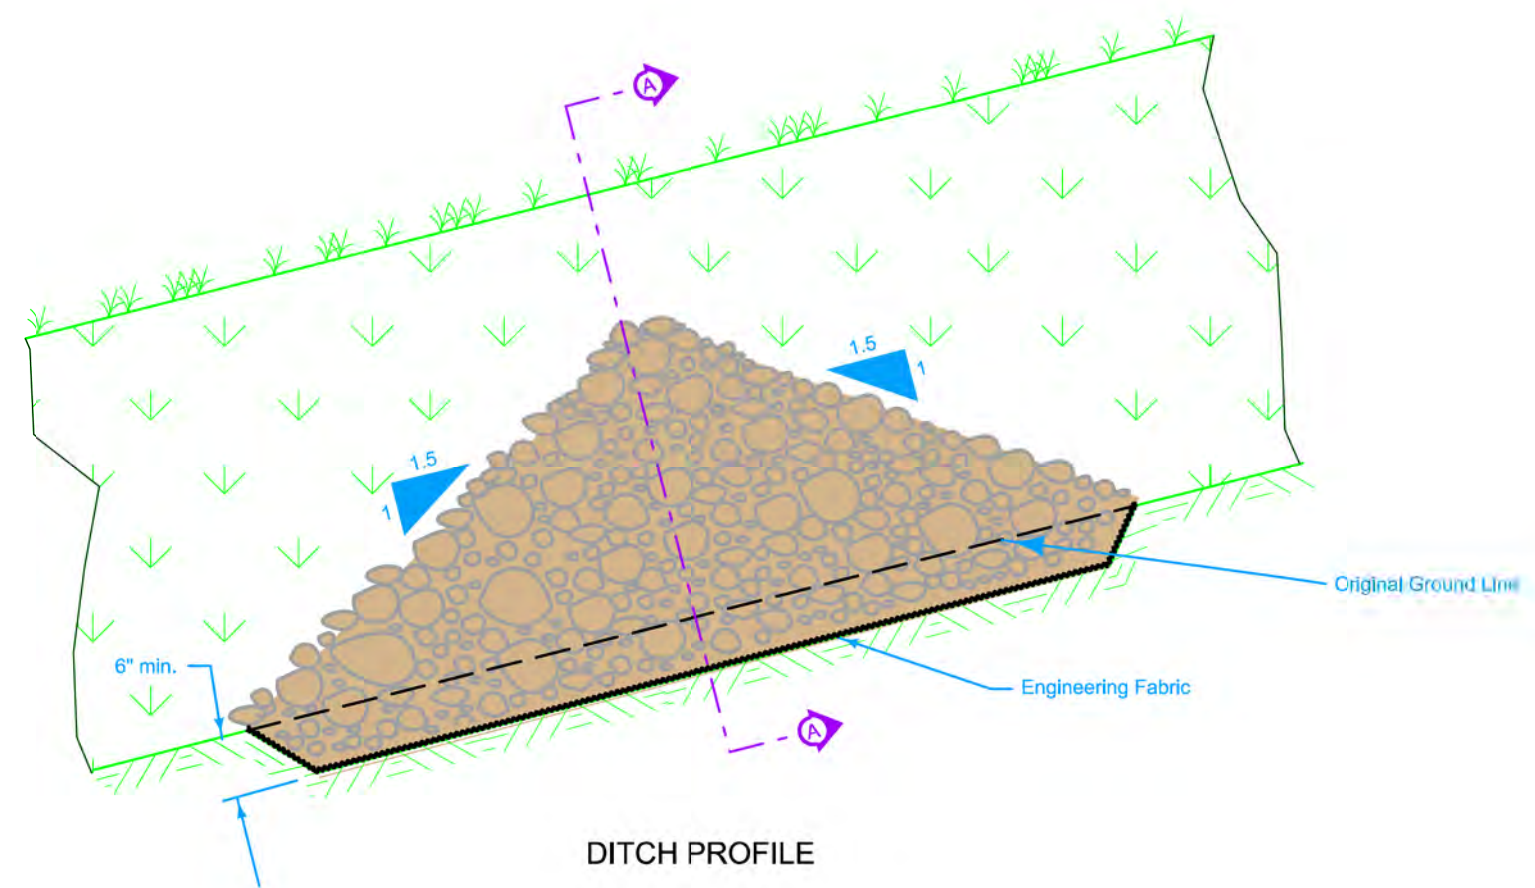 A
1.5
1
1.5
1
Original Ground Line
6" min.
Engineering Fabric
A
DITCH PROFILE